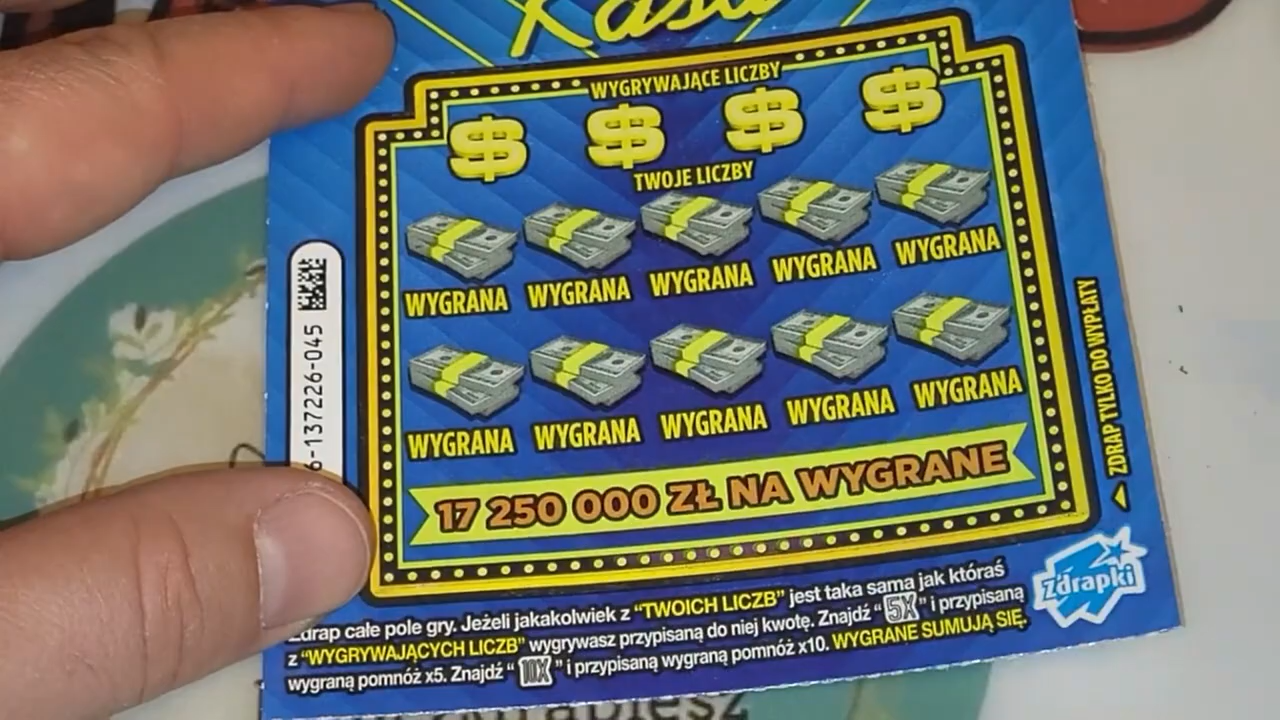 Kasa
WYGRYWAJĄCE LICZBY
$ $ $ $
TWOJE LICZBY
WYGRANA WYGRANA WYGRANA WYGRANA WYGRANA
WYGRANA WYGRANA WYGRANA WYGRANA WYGRANA
17 250 000 ZŁ NA WYGRANE
6-137226-045
ZDRAP TYLKO DO WYPŁATY
Zdrapki
Zdrap całe pole gry. Jeżeli jakakolwiek z "TWOICH LICZB" jest taka sama jak któraś
z "WYGRYWAJĄCYCH LICZB" wygrywasz przypisaną do niej kwotę. Znajdź "5X" i przypisaną
wygraną pomnóż x5. Znajdź "10X" i przypisaną wygraną pomnóż x10. WYGRANE SUMUJĄ SIĘ.